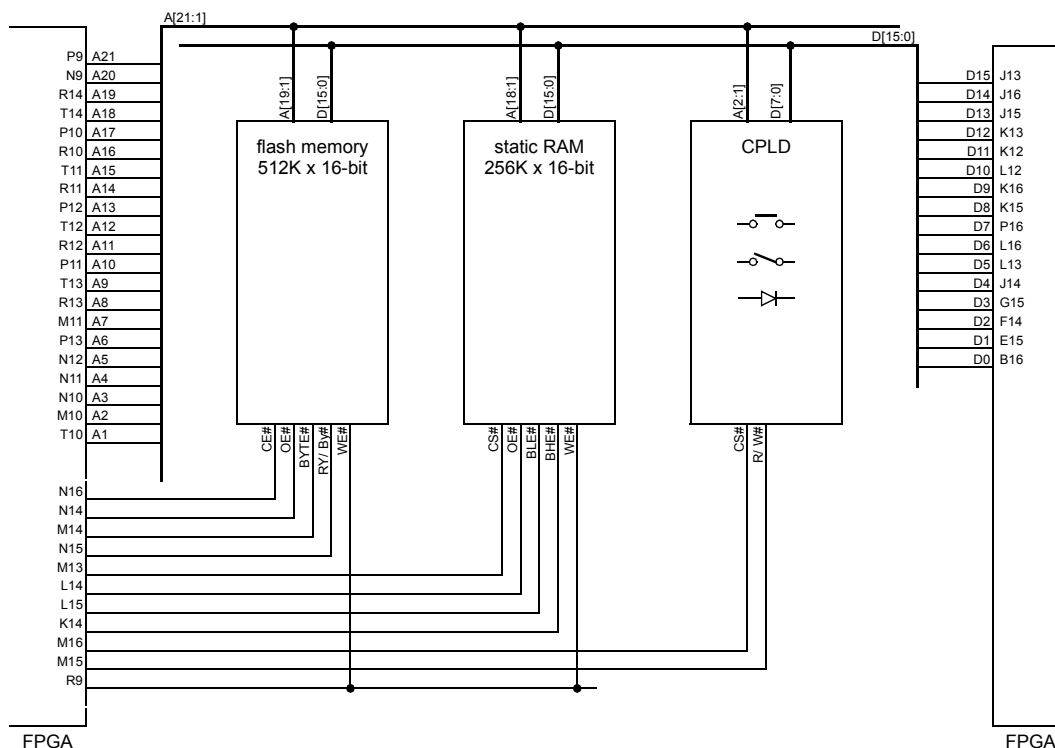 A[21:1]
D[15:0]
P9 A21
N9 A20
R14 A19
T14 A18
P10 A17
R10 A16
T11 A15
R11 A14
P12 A13
T12 A12
R12 A11
P11 A10
T13 A9
R13 A8
M11 A7
P13 A6
N12 A5
N11 A4
N10 A3
M10 A2
T10 A1
N16
N14
M14
N15
M13
L14
L15
K14
M16
M15
R9
FPGA
A[19:1]
D[15:0]
flash memory
512K x 16-bit
CE#
OE#
BYTE#
RY/ By#
WE#
A[18:1]
D[15:0]
static RAM
256K x 16-bit
CS#
OE#
BLE#
BHE#
WE#
A[2:1]
D[7:0]
CPLD
CS#
R/ W#
D15 J13
D14 J16
D13 J15
D12 K13
D11 K12
D10 L12
D9 K16
D8 K15
D7 P16
D6 L16
D5 L13
D4 J14
D3 G15
D2 F14
D1 E15
D0 B16
FPGA